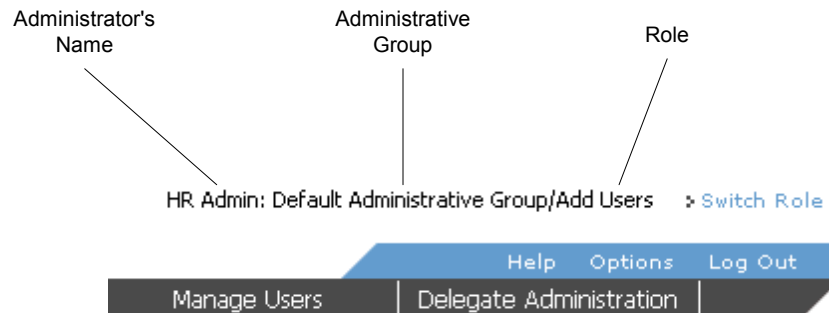 Administrator's
Name
Administrative
Group
Role
HR Admin: Default Administrative Group/Add Users
Switch Role
Help Options Log Out
Manage Users Delegate Administration